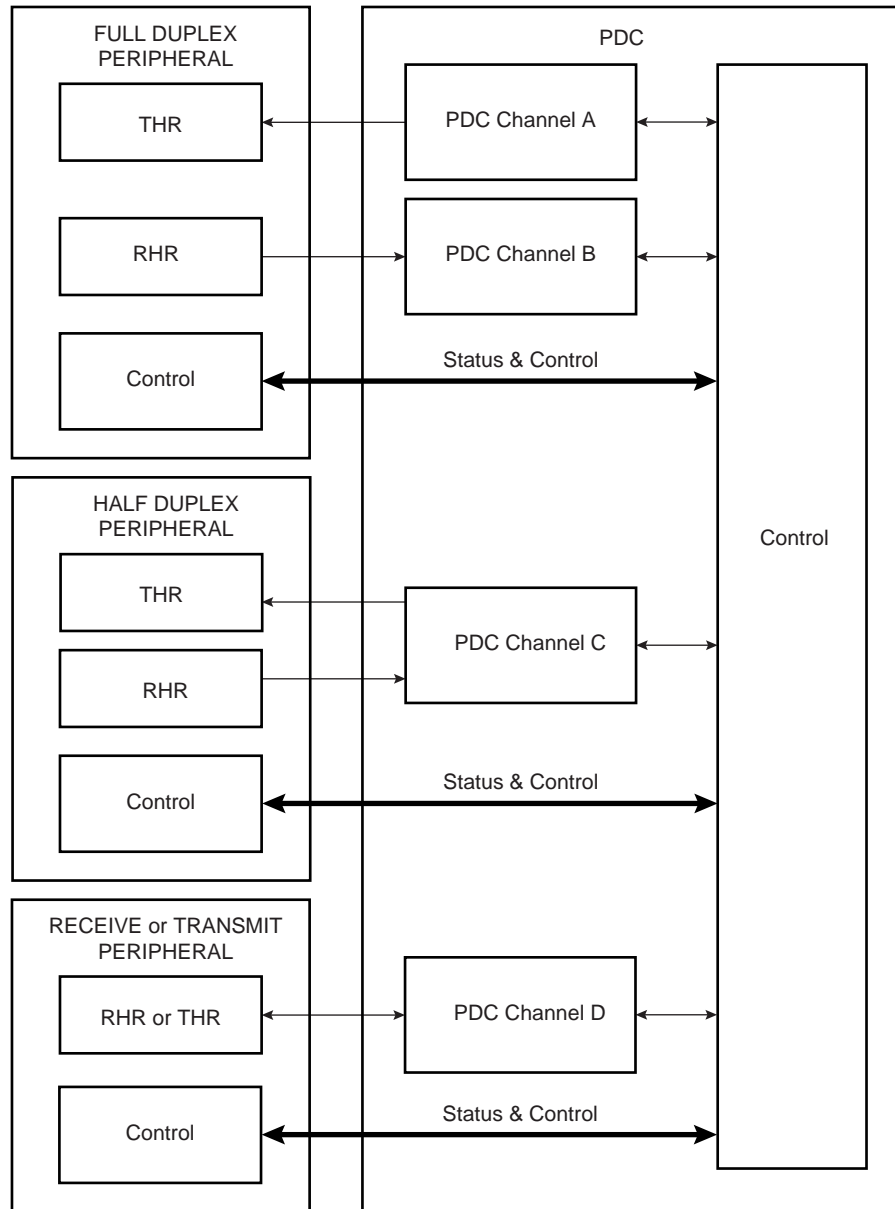 FULL DUPLEX
PERIPHERAL
PDC
THR
PDC Channel A
RHR
PDC Channel B
Control
Status & Control
HALF DUPLEX
PERIPHERAL
THR
Control
PDC Channel C
RHR
Control
Status & Control
RECEIVE or TRANSMIT
PERIPHERAL
RHR or THR
PDC Channel D
Control
Status & Control